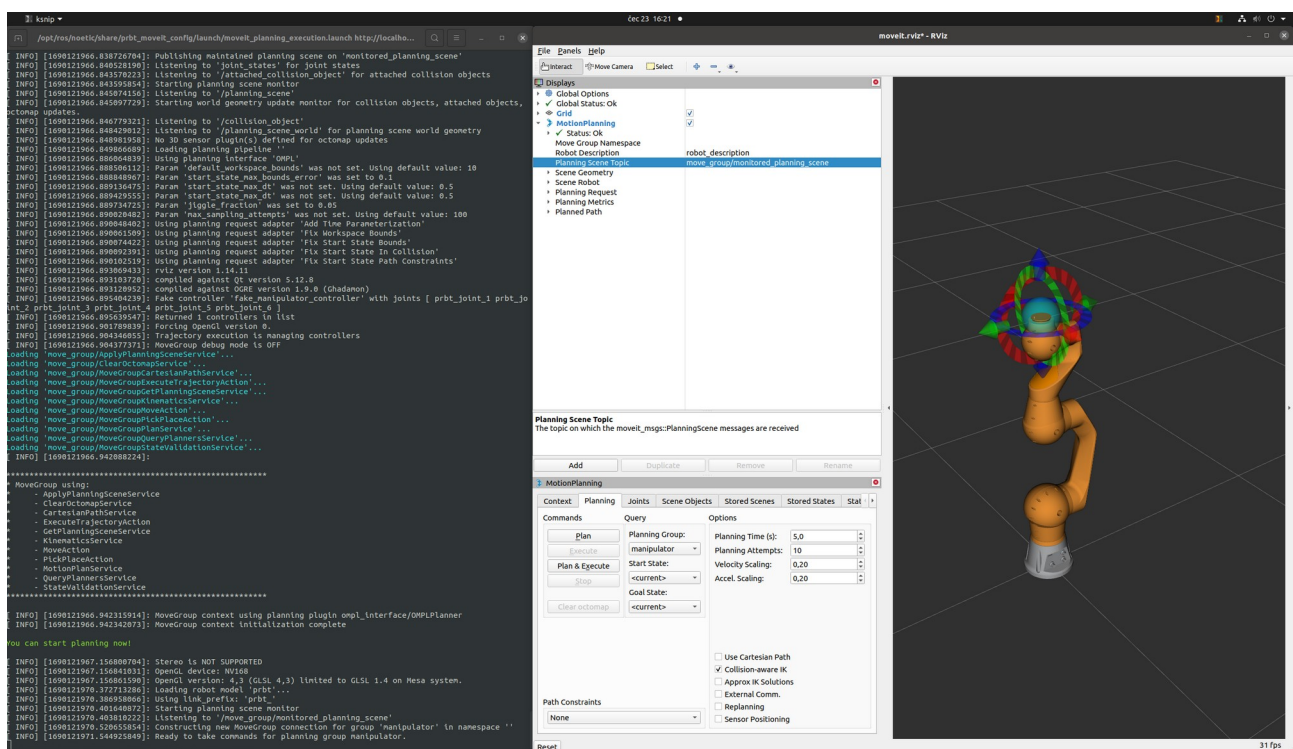 ksnip
čec 23 16:21
/opt/ros/noetic/share/prbt_moveit_config/launch/moveit_planning_execution.launch http://localho...
[ INFO] [1690121966.838726704]: Publishing maintained planning scene on 'monitored_planning_scene'
[ INFO] [1690121966.840528190]: Listening to 'joint_states' for joint states
[ INFO] [1690121966.843570223]: Listening to '/attached_collision_object' for attached collision objects
[ INFO] [1690121966.843595854]: Starting planning scene monitor
[ INFO] [1690121966.845074156]: Listening to '/planning_scene'
[ INFO] [1690121966.845097729]: Starting world geometry update monitor for collision objects, attached objects,
octomap updates.
[ INFO] [1690121966.846779321]: Listening to '/collision_object'
[ INFO] [1690121966.848429012]: Listening to '/planning_scene_world' for planning scene world geometry
[ INFO] [1690121966.848981958]: No 3D sensor plugin(s) defined for octomap updates
[ INFO] [1690121966.849866689]: Loading planning pipeline ''
[ INFO] [1690121966.886064839]: Using planning interface 'OMPL'
[ INFO] [1690121966.888506112]: Param 'default_workspace_bounds' was not set. Using default value: 10
[ INFO] [1690121966.888848967]: Param 'start_state_max_bounds_error' was set to 0.1
[ INFO] [1690121966.889136475]: Param 'start_state_max_dt' was not set. Using default value: 0.5
[ INFO] [1690121966.889429555]: Param 'start_state_max_dt' was not set. Using default value: 0.5
[ INFO] [1690121966.889734725]: Param 'jiggle_fraction' was set to 0.05
[ INFO] [1690121966.890020482]: Param 'max_sampling_attempts' was not set. Using default value: 100
[ INFO] [1690121966.890048402]: Using planning request adapter 'Add Time Parameterization'
[ INFO] [1690121966.890061509]: Using planning request adapter 'Fix Workspace Bounds'
[ INFO] [1690121966.890074422]: Using planning request adapter 'Fix Start State Bounds'
[ INFO] [1690121966.890092391]: Using planning request adapter 'Fix Start State In Collision'
[ INFO] [1690121966.890102519]: Using planning request adapter 'Fix Start State Path Constraints'
[ INFO] [1690121966.893069433]: rviz version 1.14.11
[ INFO] [1690121966.893103720]: compiled against Qt version 5.12.8
[ INFO] [1690121966.893120952]: compiled against OGRE version 1.9.0 (Ghadamon)
[ INFO] [1690121966.895404239]: Fake controller 'fake_manipulator_controller' with joints [ prbt_joint_1 prbt_jo
int_2 prbt_joint_3 prbt_joint_4 prbt_joint_5 prbt_joint_6 ]
[ INFO] [1690121966.895639547]: Returned 1 controllers in list
[ INFO] [1690121966.901789839]: Forcing OpenGl version 0.
[ INFO] [1690121966.904346055]: Trajectory execution is managing controllers
[ INFO] [1690121966.904377371]: MoveGroup debug mode is OFF
Loading 'move_group/ApplyPlanningSceneService'...
Loading 'move_group/ClearOctomapService'...
Loading 'move_group/MoveGroupCartesianPathService'...
Loading 'move_group/MoveGroupExecuteTrajectoryAction'...
Loading 'move_group/MoveGroupGetPlanningSceneService'...
Loading 'move_group/MoveGroupKinematicsService'...
Loading 'move_group/MoveGroupMoveAction'...
Loading 'move_group/MoveGroupPickPlaceAction'...
Loading 'move_group/MoveGroupPlanService'...
Loading 'move_group/MoveGroupQueryPlannersService'...
Loading 'move_group/MoveGroupStateValidationService'...
[ INFO] [1690121966.942088224]:
********************************************************
* MoveGroup using:
*     - ApplyPlanningSceneService
*     - ClearOctomapService
*     - CartesianPathService
*     - ExecuteTrajectoryAction
*     - GetPlanningSceneService
*     - KinematicsService
*     - MoveAction
*     - PickPlaceAction
*     - MotionPlanService
*     - QueryPlannersService
*     - StateValidationService
********************************************************
[ INFO] [1690121966.942315914]: MoveGroup context using planning plugin ompl_interface/OMPLPlanner
[ INFO] [1690121966.942342073]: MoveGroup context initialization complete
You can start planning now!
[ INFO] [1690121967.156800704]: Stereo is NOT SUPPORTED
[ INFO] [1690121967.156841031]: OpenGL device: NV168
[ INFO] [1690121967.156861590]: OpenGl version: 4,3 (GLSL 4,3) limited to GLSL 1.4 on Mesa system.
[ INFO] [1690121970.372713286]: Loading robot model 'prbt'...
[ INFO] [1690121970.386958066]: Using link_prefix: 'prbt_'
[ INFO] [1690121970.401640872]: Starting planning scene monitor
[ INFO] [1690121970.403810222]: Listening to '/move_group/monitored_planning_scene'
[ INFO] [1690121970.520655854]: Constructing new MoveGroup connection for group 'manipulator' in namespace ''
[ INFO] [1690121971.544925849]: Ready to take commands for planning group manipulator.
moveit.rviz* - RViz
File Panels Help
Interact Move Camera Select
Displays
Global Options
Global Status: Ok
Grid
MotionPlanning
Status: Ok
Move Group Namespace
Robot Description robot_description
Planning Scene Topic move_group/monitored_planning_scene
Scene Geometry
Scene Robot
Planning Request
Planning Metrics
Planned Path
Planning Scene Topic
The topic on which the moveit_msgs::PlanningScene messages are received
Add Duplicate Remove Rename
MotionPlanning
Context Planning Joints Scene Objects Stored Scenes Stored States Stat
Commands Query Options
Plan Planning Group: Planning Time (s): 5,0
Execute manipulator Planning Attempts: 10
Plan & Execute Start State: Velocity Scaling: 0,20
Stop <current> Accel. Scaling: 0,20
Goal State:
Clear octomap <current>
Use Cartesian Path
Collision-aware IK
Approx IK Solutions
External Comm.
Path Constraints Replanning
None Sensor Positioning
Reset 31 fps